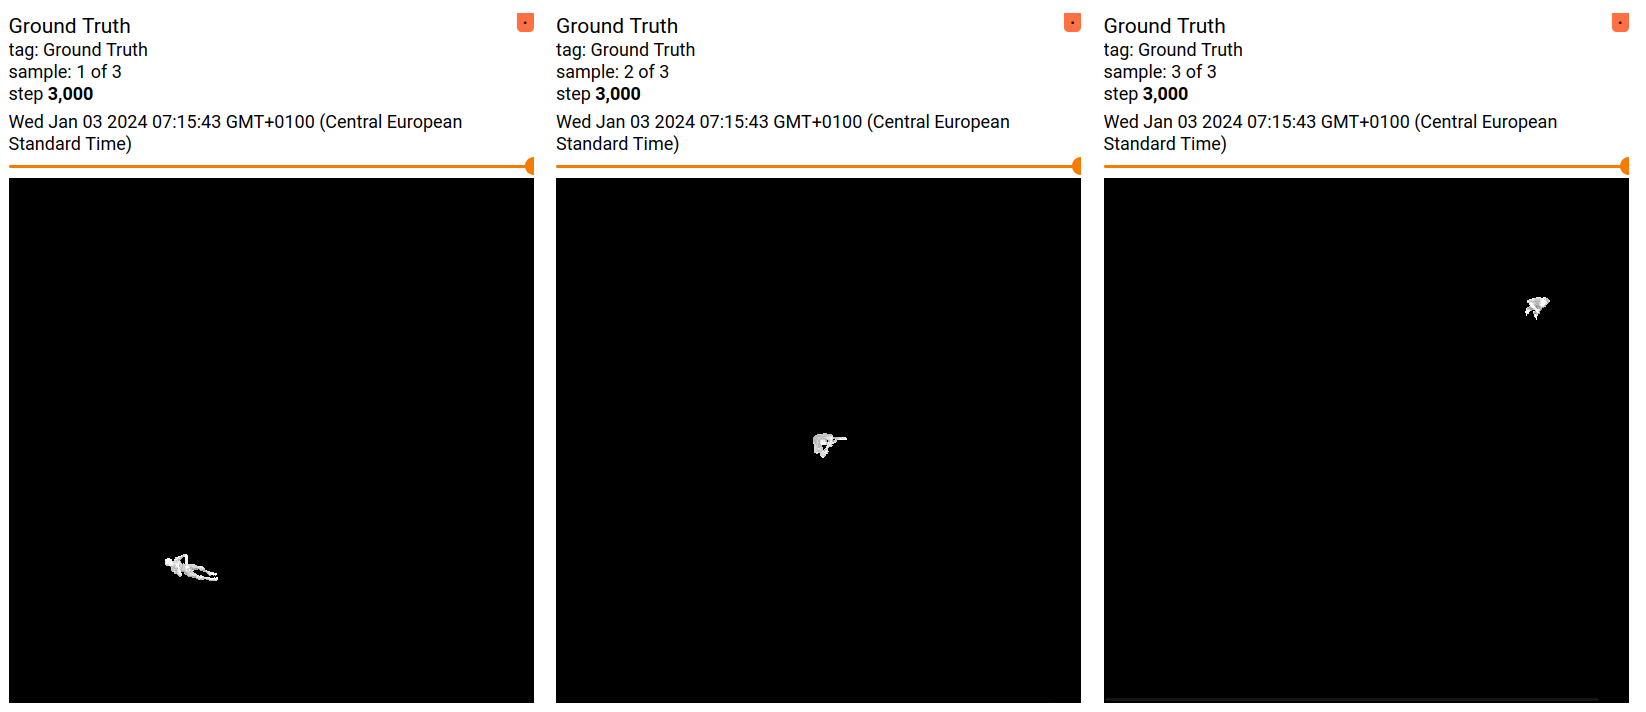 Ground Truth
tag: Ground Truth
sample: 1 of 3
step 3,000
Wed Jan 03 2024 07:15:43 GMT+0100 (Central European
Standard Time)
Ground Truth
tag: Ground Truth
sample: 2 of 3
step 3,000
Wed Jan 03 2024 07:15:43 GMT+0100 (Central European
Standard Time)
Ground Truth
tag: Ground Truth
sample: 3 of 3
step 3,000
Wed Jan 03 2024 07:15:43 GMT+0100 (Central European
Standard Time)